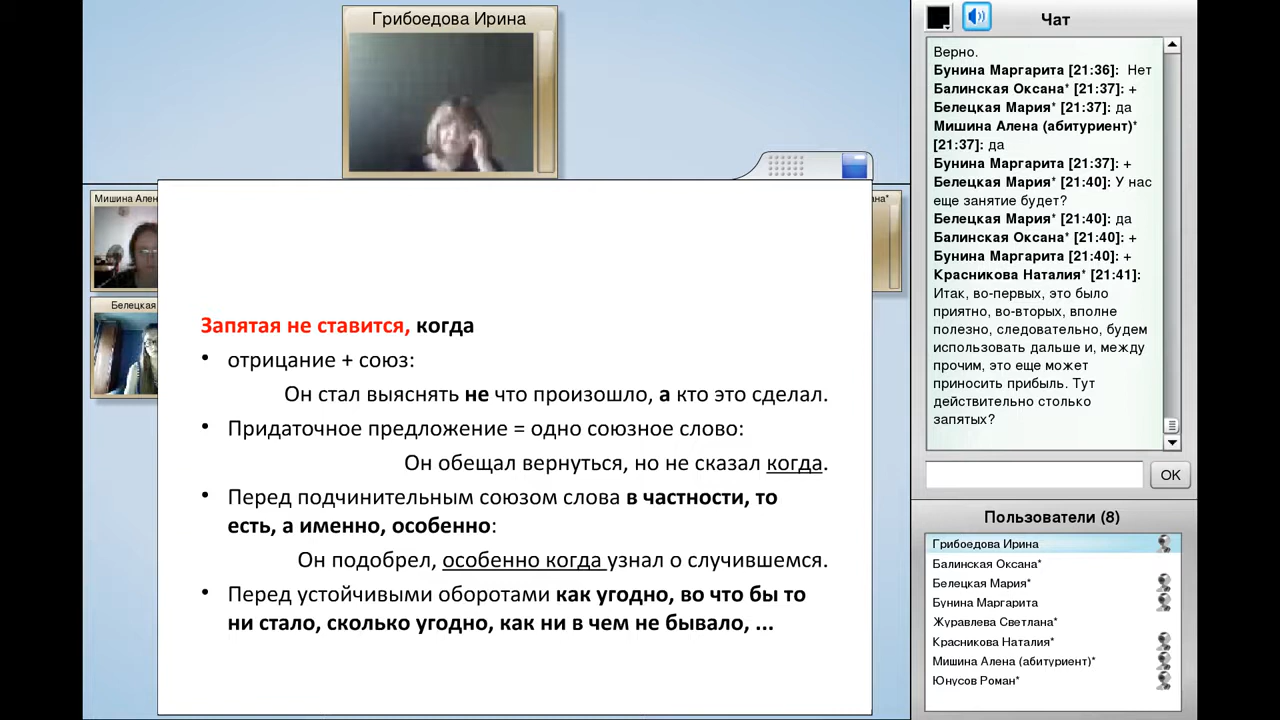 Грибоедова Ирина
Мишина Ален
ана*
Белецкая
Запятая не ставится, когда
• отрицание + союз:
Он стал выяснять не что произошло, а кто это сделал.
• Придаточное предложение = одно союзное слово:
Он обещал вернуться, но не сказал когда.
• Перед подчинительным союзом слова в частности, то
есть, а именно, особенно:
Он подобрел, особенно когда узнал о случившемся.
• Перед устойчивыми оборотами как угодно, во что бы то
ни стало, сколько угодно, как ни в чем не бывало, ...
Чат
Верно.
Бунина Маргарита [21:36]: Нет
Балинская Оксана* [21:37]: +
Белецкая Мария* [21:37]: да
Мишина Алена (абитуриент)*
[21:37]: да
Бунина Маргарита [21:37]: +
Белецкая Мария* [21:40]: У нас
еще занятие будет?
Белецкая Мария* [21:40]: да
Балинская Оксана* [21:40]: +
Бунина Маргарита [21:40]: +
Красникова Наталия* [21:41]:
Итак, во-первых, это было
приятно, во-вторых, вполне
полезно, следовательно, будем
использовать дальше и, между
прочим, это еще может
приносить прибыль. Тут
действительно столько
запятых?
OK
Пользователи (8)
Грибоедова Ирина
Балинская Оксана*
Белецкая Мария*
Бунина Маргарита
Журавлева Светлана*
Красникова Наталия*
Мишина Алена (абитуриент)*
Юнусов Роман*